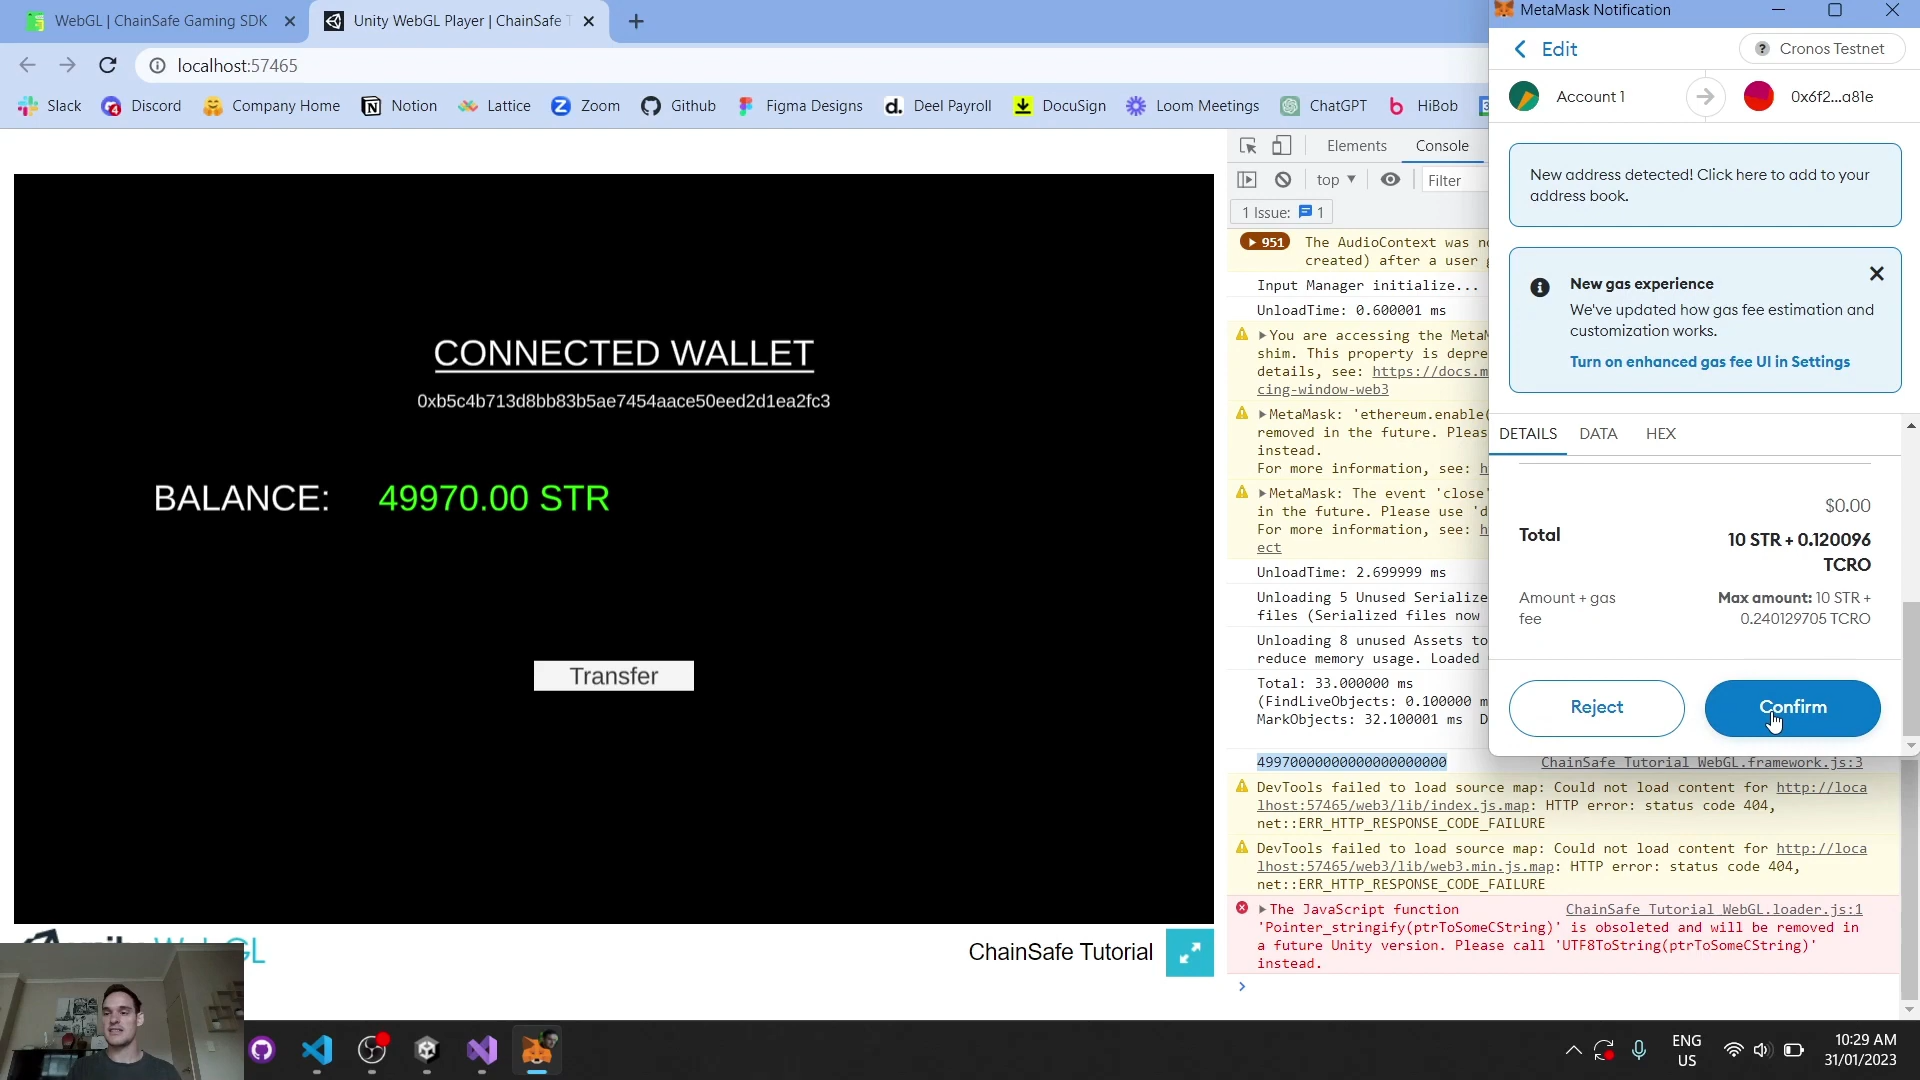 WebGL | ChainSafe Gaming SDK
Unity WebGL Player | ChainSafe T
MetaMask Notification
localhost:57465
Edit
Cronos Testnet
Slack
Discord
Company Home
Notion
Lattice
Zoom
Github
Figma Designs
Deel Payroll
DocuSign
Loom Meetings
ChatGPT
HiBob
Account 1
0x6f2...a81e
Elements
Console
top
Filter
1 Issue: 1
New address detected! Click here to add to your
address book.
New gas experience
We've updated how gas fee estimation and
customization works.
Turn on enhanced gas fee UI in Settings
DETAILS DATA HEX
$0.00
Total
10 STR + 0.120096
TCRO
Amount + gas
fee
Max amount: 10 STR +
0.240129705 TCRO
Reject
Confirm
CONNECTED WALLET
0xb5c4b713d8bb83b5ae7454aace50eed2d1ea2fc3
BALANCE: 49970.00 STR
Transfer
951
The AudioContext was
created) after a user
Input Manager initialize...
UnloadTime: 0.600001 ms
You are accessing the
shim. This property is
details, see: https://docs.m
cing-window-web3
MetaMask: 'ethereum.enable(
removed in the future.
instead.
For more information, see:
MetaMask: The event 'close'
in the future. Please use 'd
For more information, see:
ect
UnloadTime: 2.699999 ms
Unloading 5 Unused Serialize
files (Serialized files now
Unloading 8 unused Assets to
reduce memory usage. Loaded
Total: 33.000000 ms
(FindLiveObjects: 0.100000 m
MarkObjects: 32.100001 ms D
49970000000000000000000 ChainSafe Tutorial WebGL.framework.js:3
DevTools failed to load source map: Could not load content for http://loca
lhost:57465/web3/lib/index.js.map: HTTP error: status code 404,
net::ERR_HTTP_RESPONSE_CODE_FAILURE
DevTools failed to load source map: Could not load content for http://loca
lhost:57465/web3/lib/web3.min.js.map: HTTP error: status code 404,
net::ERR_HTTP_RESPONSE_CODE_FAILURE
The JavaScript function ChainSafe Tutorial WebGL.loader.js:1
'Pointer_stringify(ptrToSomeCString)' is obsoleted and will be removed in
a future Unity version. Please call 'UTF8ToString(ptrToSomeCString)'
instead.
ChainSafe Tutorial
ENG
US
10:29 AM
31/01/2023